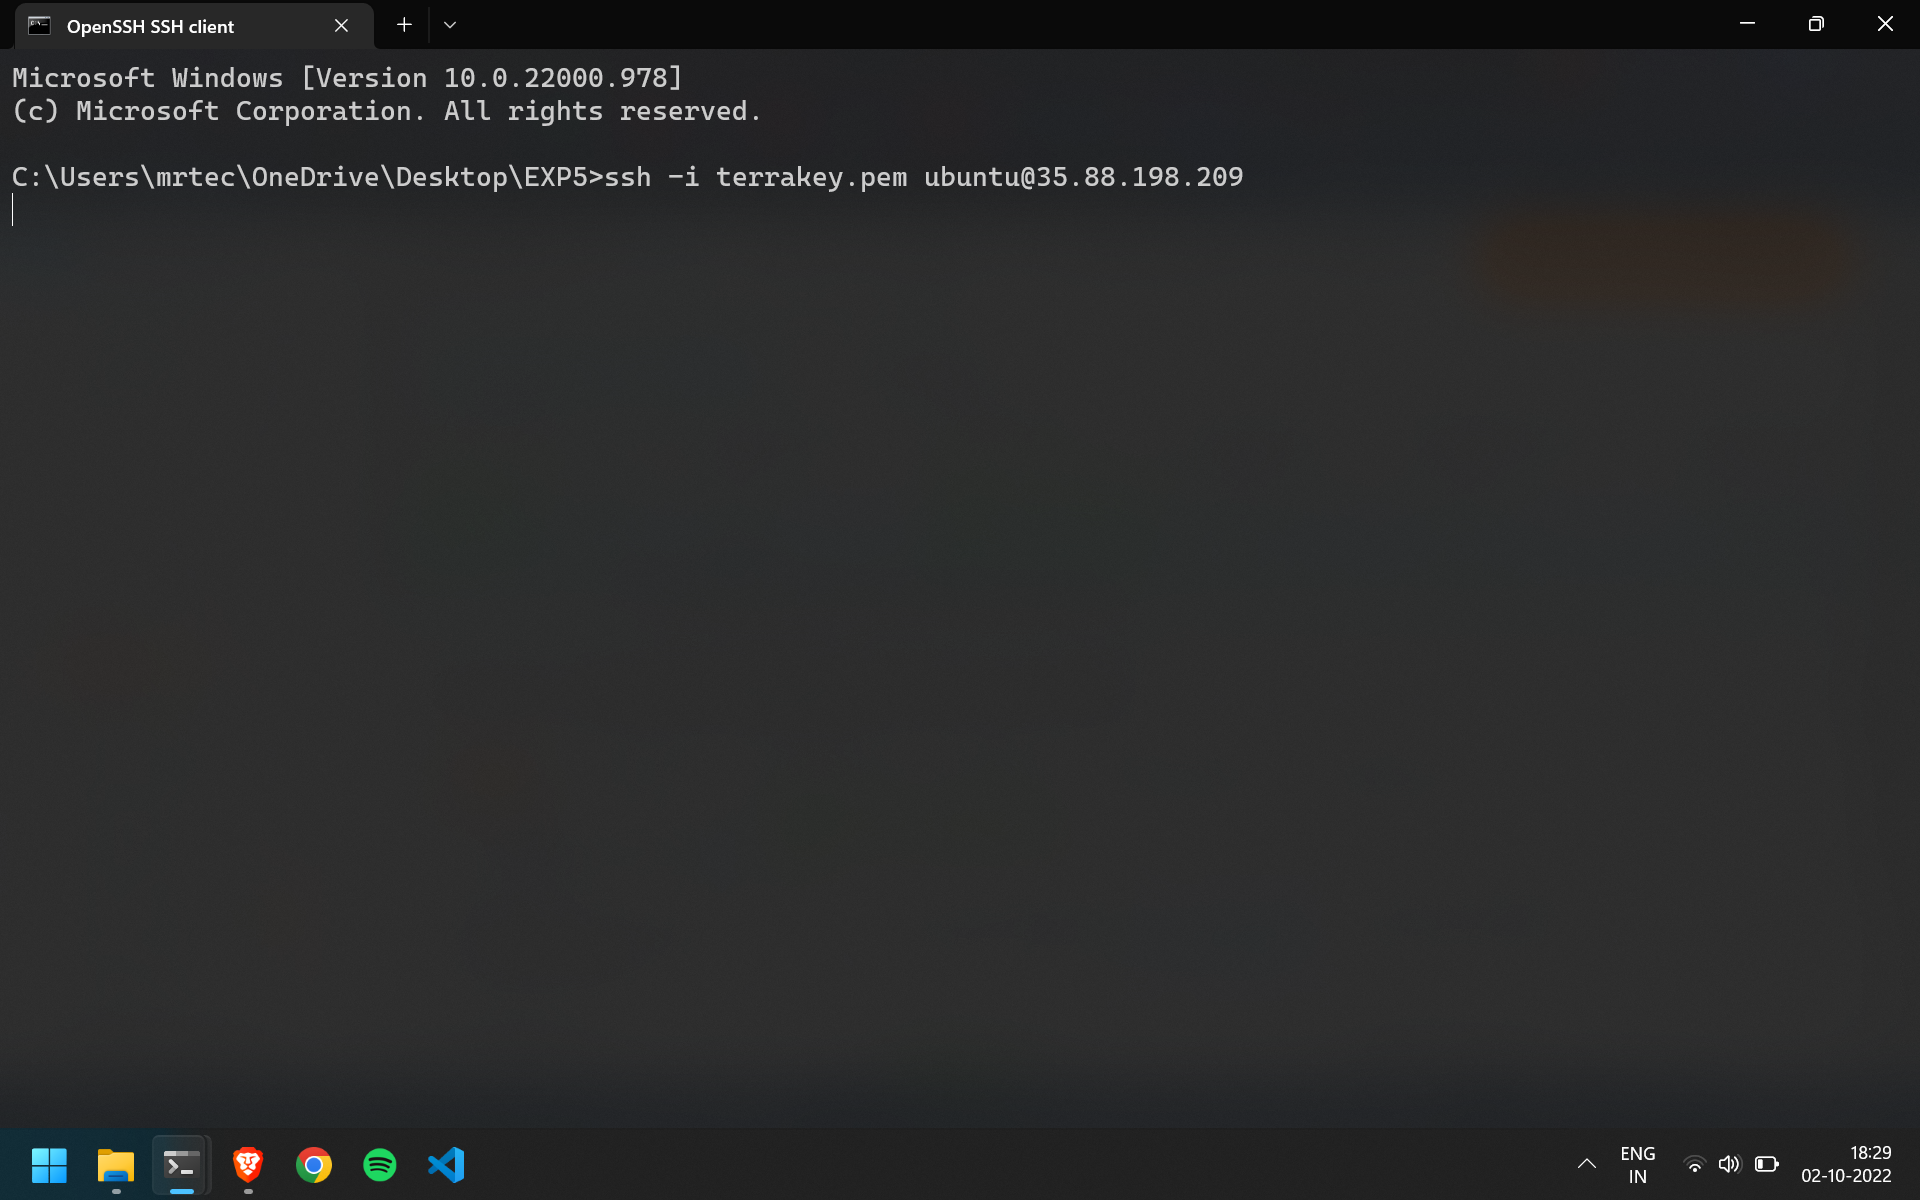 OpenSSH SSH client
Microsoft Windows [Version 10.0.22000.978]
(c) Microsoft Corporation. All rights reserved.
C:\Users\mrtec\OneDrive\Desktop\EXP5>ssh -i terrakey.pem ubuntu@35.88.198.209
ENG
IN
18:29
02-10-2022